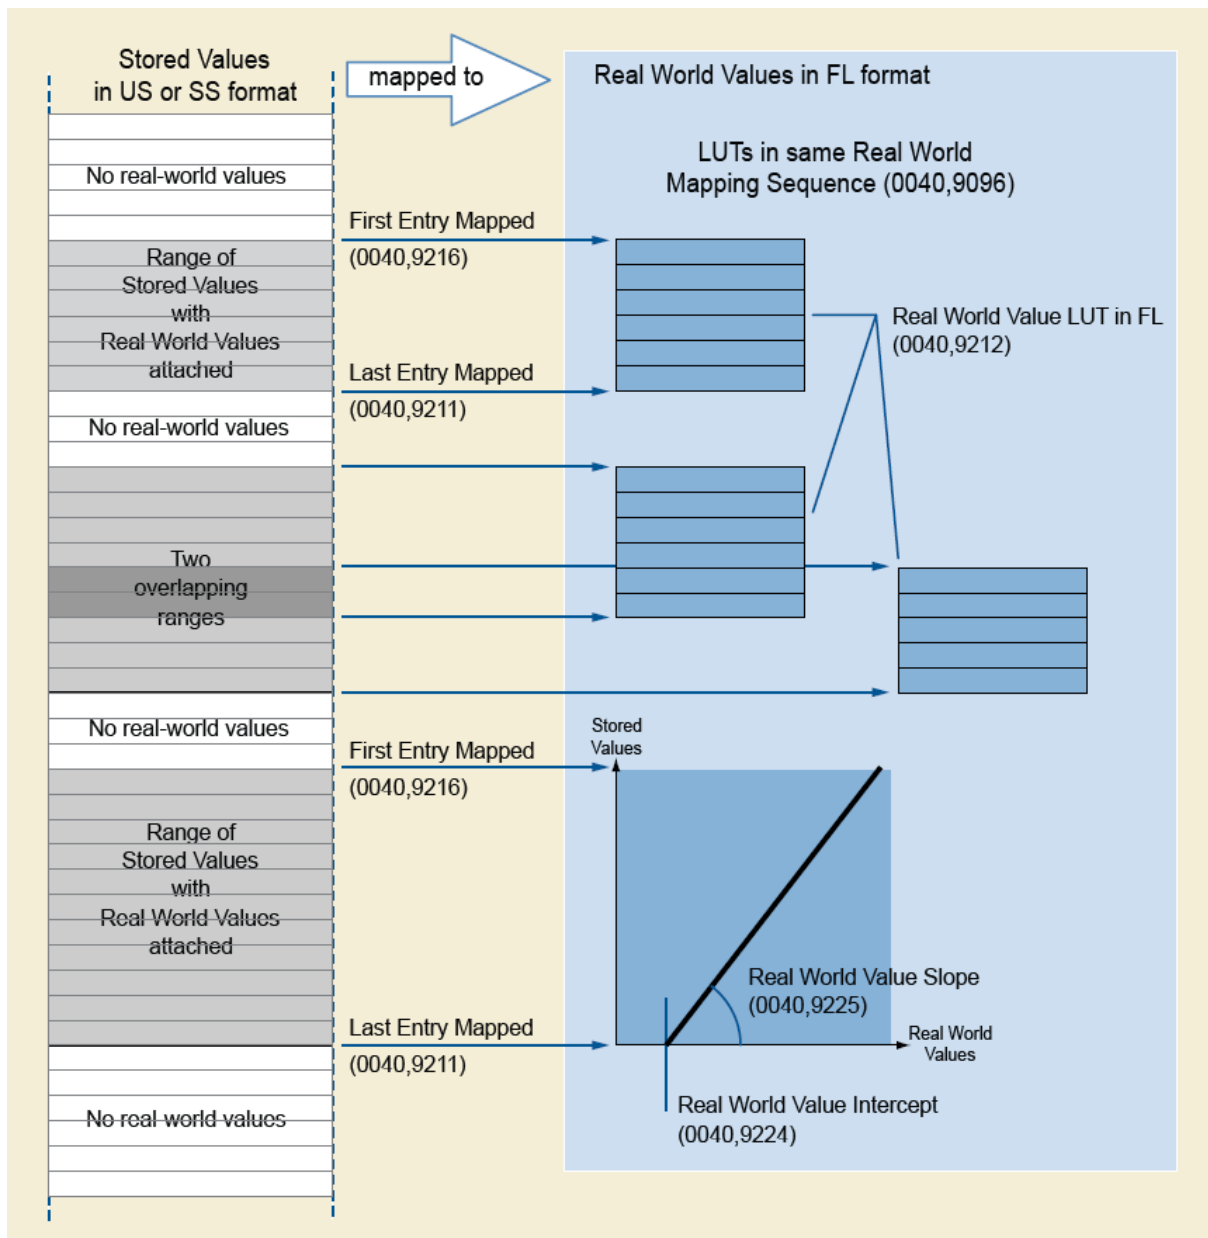 Stored Values
in US or SS format
mapped to
Real World Values in FL format
LUTs in same Real World
Mapping Sequence (0040,9096)
No real-world values
First Entry Mapped
(0040,9216)
Range of
Stored Values
with
Real World Values
attached
Real World Value LUT in FL
(0040,9212)
Last Entry Mapped
(0040,9211)
No real-world values
Two
overlapping
ranges
No real-world values
Stored
Values
First Entry Mapped
(0040,9216)
Range of
Stored Values
with
Real World Values
attached
Real World Value Slope
(0040,9225)
Last Entry Mapped
(0040,9211)
Real World
Values
Real World Value Intercept
(0040,9224)
No real world values